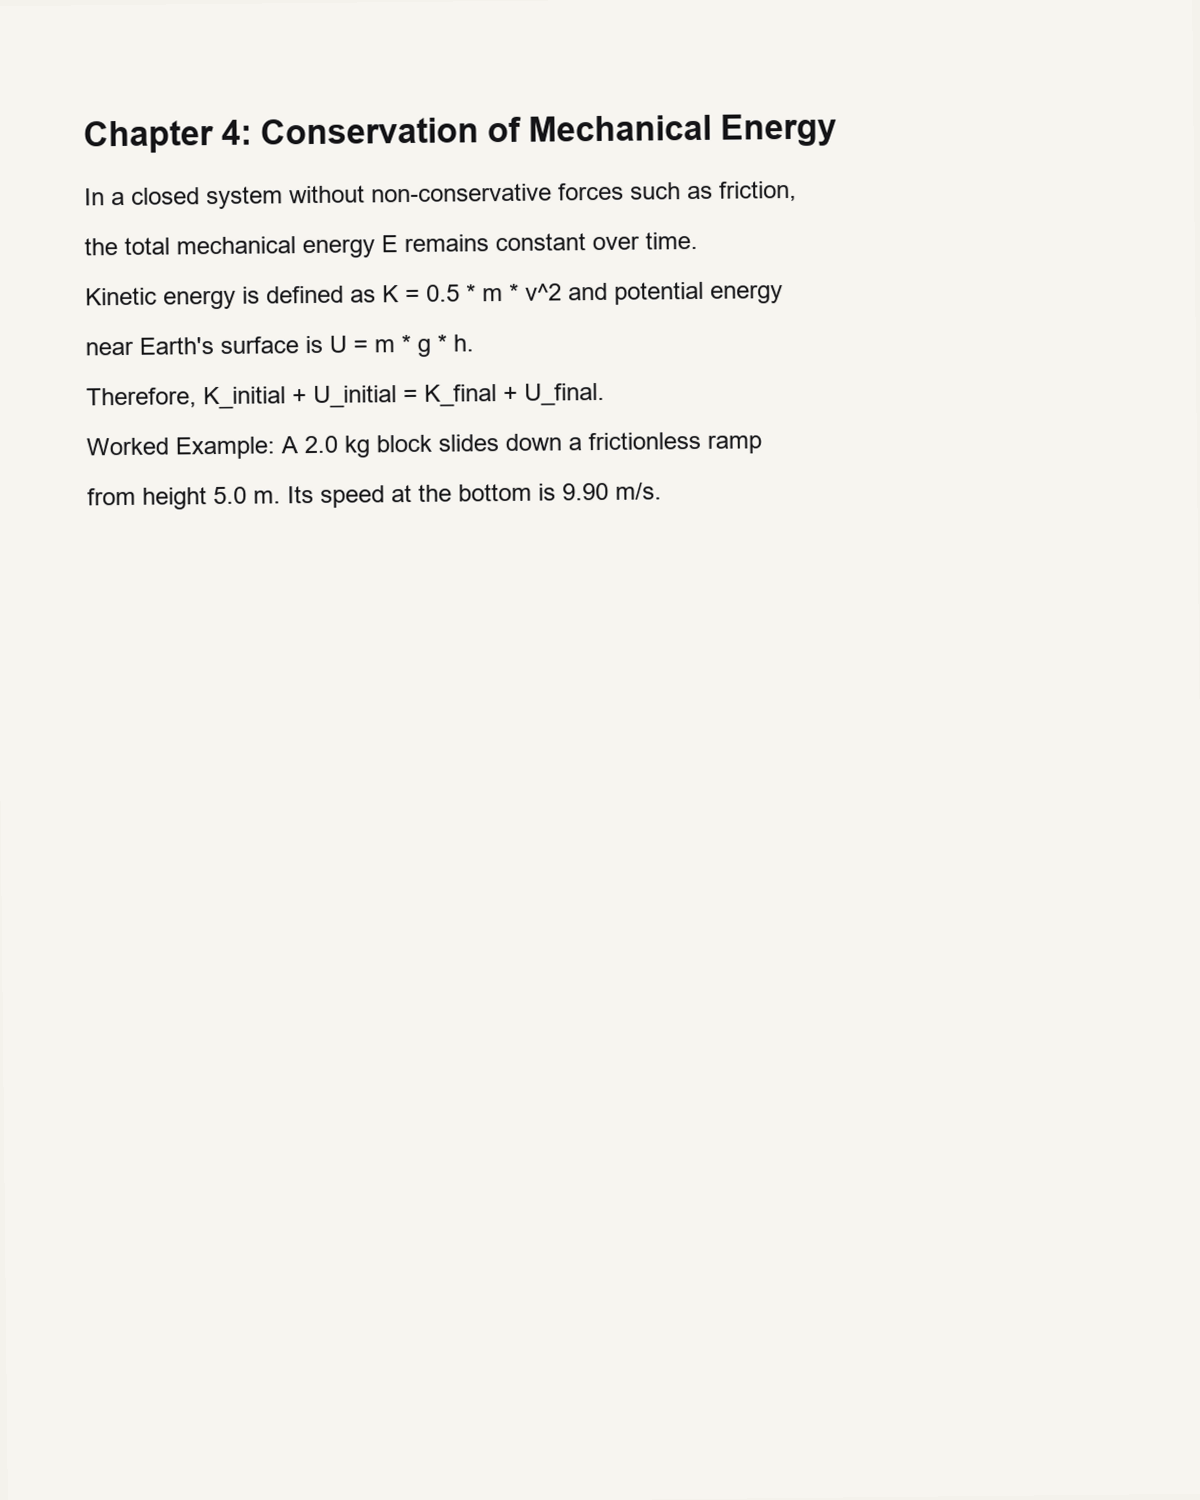 Chapter 4: Conservation of Mechanical Energy
In a closed system without non-conservative forces such as friction,
the total mechanical energy E remains constant over time.
Kinetic energy is defined as K = 0.5 * m * v^2 and potential energy
near Earth's surface is U = m * g * h.
Therefore, K_initial + U_initial = K_final + U_final.
Worked Example: A 2.0 kg block slides down a frictionless ramp
from height 5.0 m. Its speed at the bottom is 9.90 m/s.